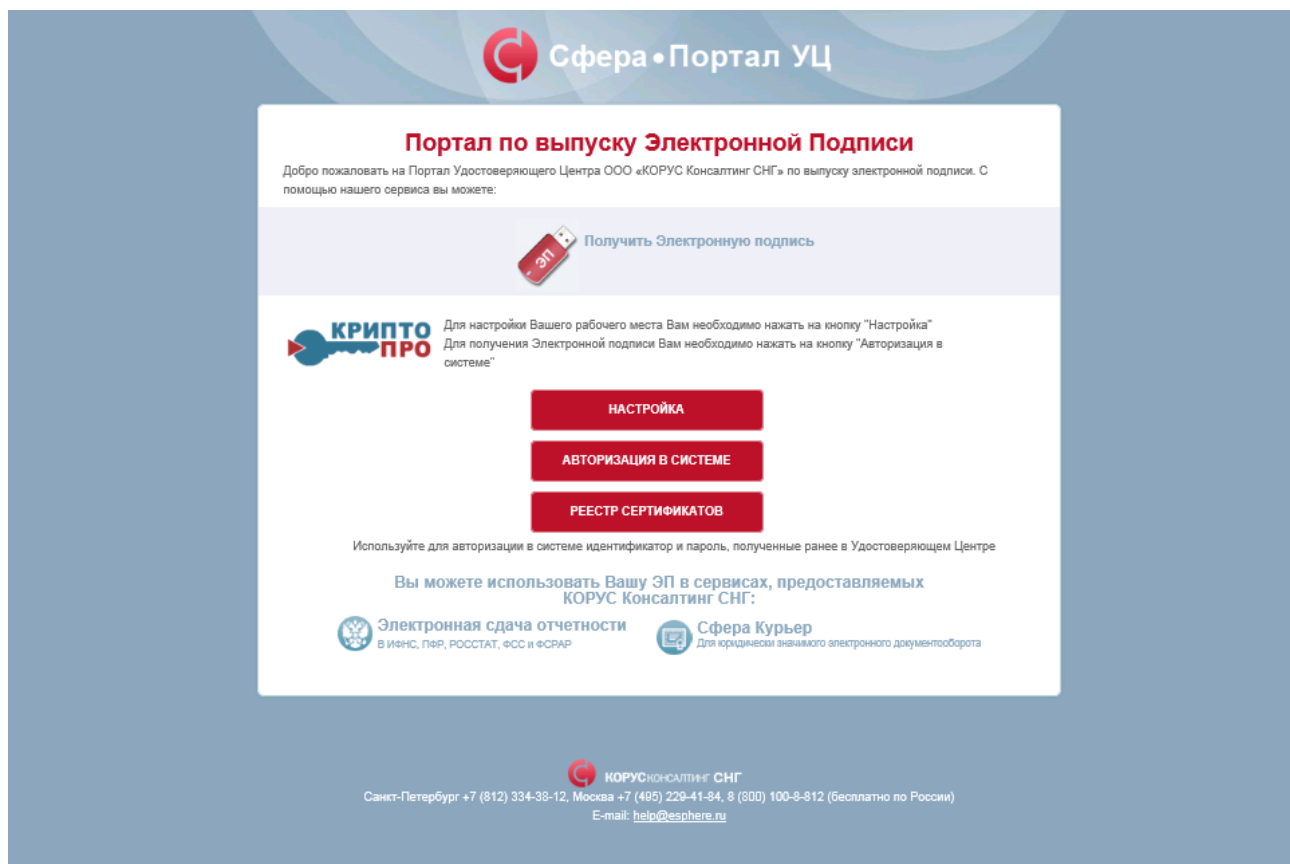 Сфера•Портал УЦ
Портал по выпуску Электронной Подписи
Добро пожаловать на Портал Удостоверяющего Центра ООО «КОРУС Консалтинг СНГ» по выпуску электронной подписи. С
помощью нашего сервиса вы можете:
ЭП
Получить Электронную подпись
КРИПТО
ПРО
Для настройки Вашего рабочего места Вам необходимо нажать на кнопку "Настройка"
Для получения Электронной подписи Вам необходимо нажать на кнопку "Авторизация в
системе"
НАСТРОЙКА
АВТОРИЗАЦИЯ В СИСТЕМЕ
РЕЕСТР СЕРТИФИКАТОВ
Используйте для авторизации в системе идентификатор и пароль, полученные ранее в Удостоверяющем Центре
Вы можете использовать Вашу ЭП в сервисах, предоставляемых
КОРУС Консалтинг СНГ:
Электронная сдача отчетности
В ИФНС, ПФР, РОССТАТ, ФСС и ФСРАР
Сфера Курьер
Для юридически значимого электронного документооборота
КОРУС КОНСАЛТИНГ СНГ
Санкт-Петербург +7 (812) 334-38-12, Москва +7 (495) 229-41-84, 8 (800) 100-8-812 (бесплатно по России)
E-mail: help@esphere.ru